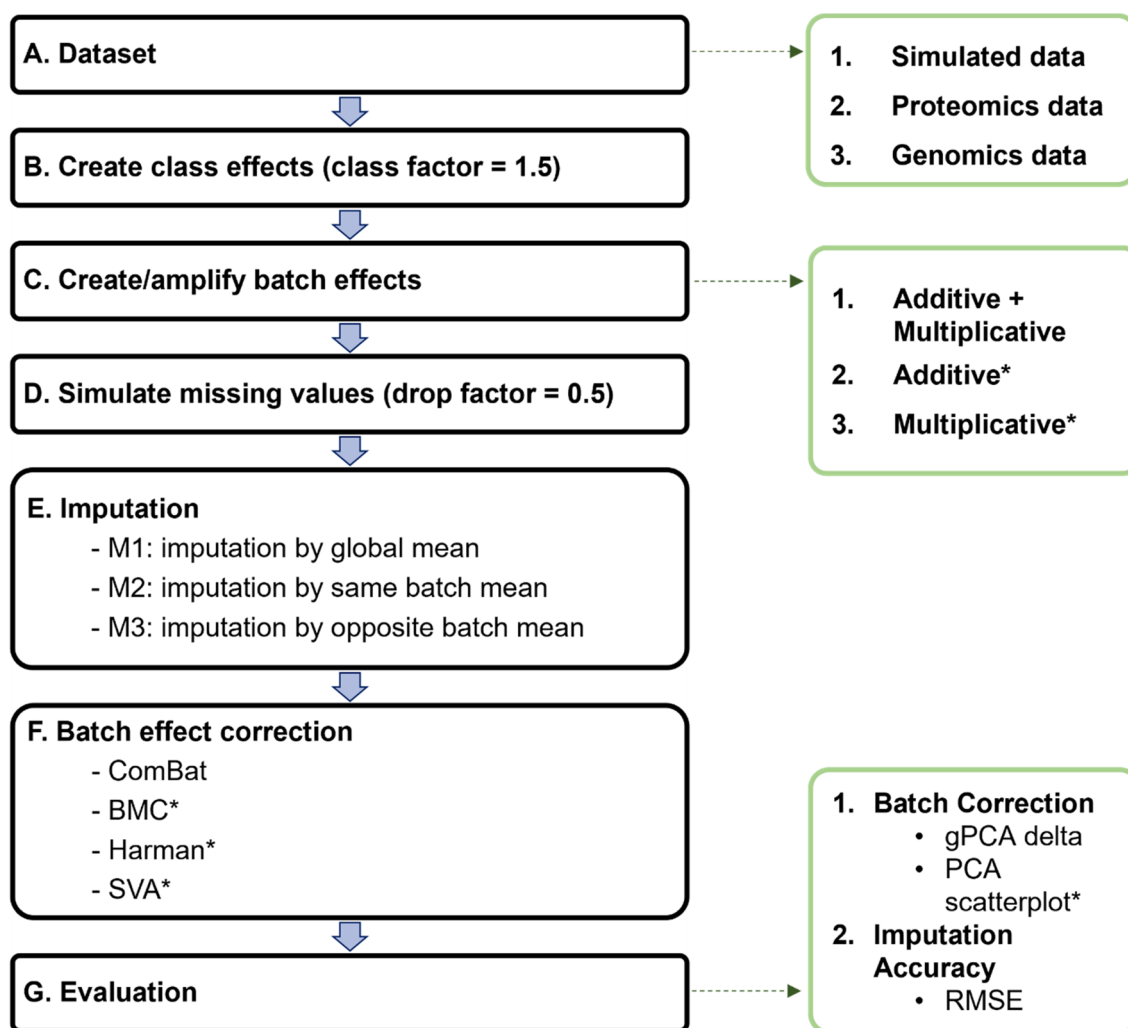 A. Dataset
1. Simulated data
2. Proteomics data
3. Genomics data
B. Create class effects (class factor = 1.5)
C. Create/amplify batch effects
1. Additive +
Multiplicative
2. Additive*
3. Multiplicative*
D. Simulate missing values (drop factor = 0.5)
E. Imputation
- M1: imputation by global mean
- M2: imputation by same batch mean
- M3: imputation by opposite batch mean
F. Batch effect correction
- ComBat
- BMC*
- Harman*
- SVA*
G. Evaluation
1. Batch Correction
• gPCA delta
• PCA
scatterplot*
2. Imputation
Accuracy
• RMSE